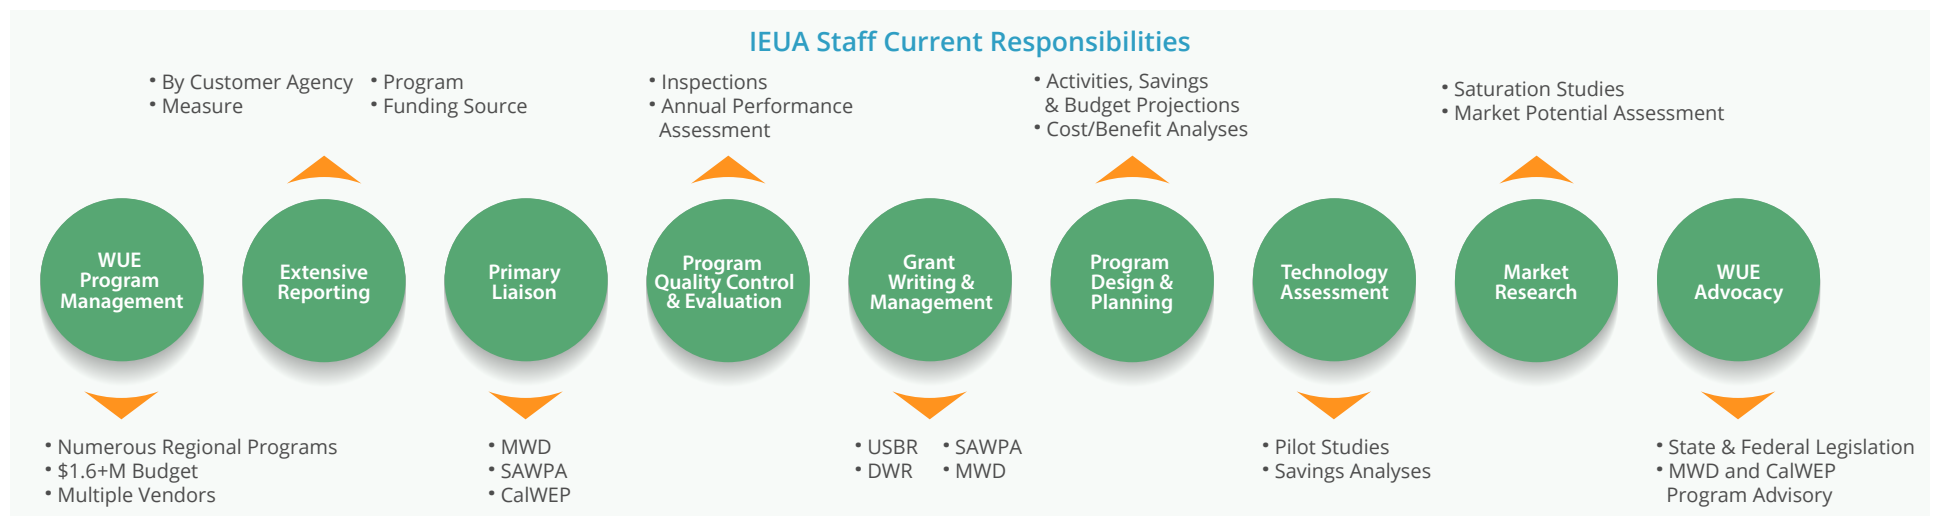 IEUA Staff Current Responsibilities
• By Customer Agency
• Measure
• Program
• Funding Source
• Inspections
• Annual Performance
Assessment
• Activities, Savings
& Budget Projections
• Cost/Benefit Analyses
• Saturation Studies
• Market Potential Assessment
WUE
Program
Management
Extensive
Reporting
Primary
Liaison
Program
Quality Control
& Evaluation
Grant
Writing &
Management
Program
Design &
Planning
Technology
Assessment
Market
Research
WUE
Advocacy
• Numerous Regional Programs
• $1.6+M Budget
• Multiple Vendors
• MWD
• SAWPA
• CalWEP
• USBR
• DWR
• SAWPA
• MWD
• Pilot Studies
• Savings Analyses
• State & Federal Legislation
• MWD and CalWEP
Program Advisory